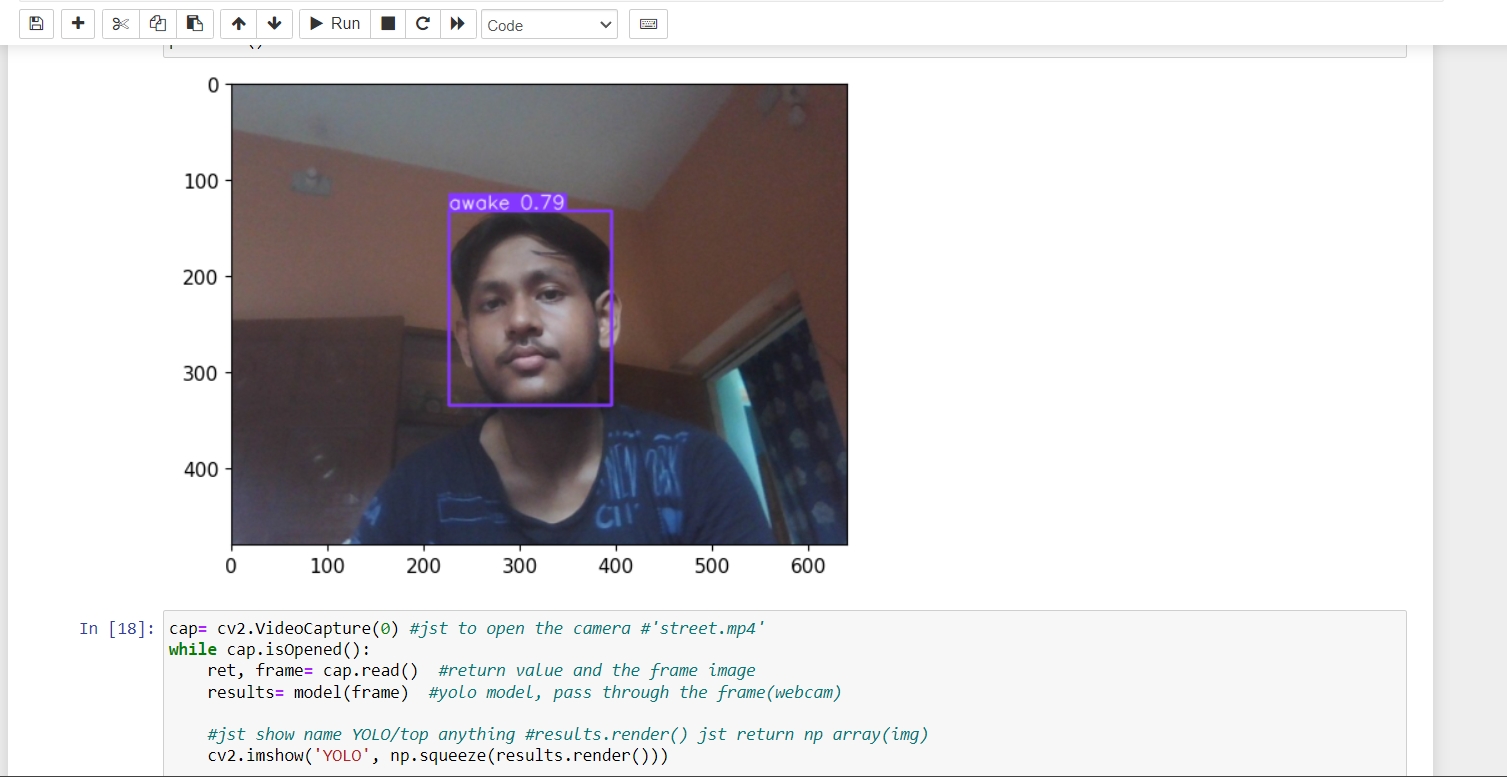 Run
Code
0
100
200
300
400
awake 0.79
0 100 200 300 400 500 600
In [18]:
cap= cv2.VideoCapture(0) #jst to open the camera #'street.mp4'
while cap.isOpened():
    ret, frame= cap.read()  #return value and the frame image
    results= model(frame)  #yolo model, pass through the frame(webcam)
    #jst show name YOLO/top anything #results.render() jst return np array(img)
    cv2.imshow('YOLO', np.squeeze(results.render()))